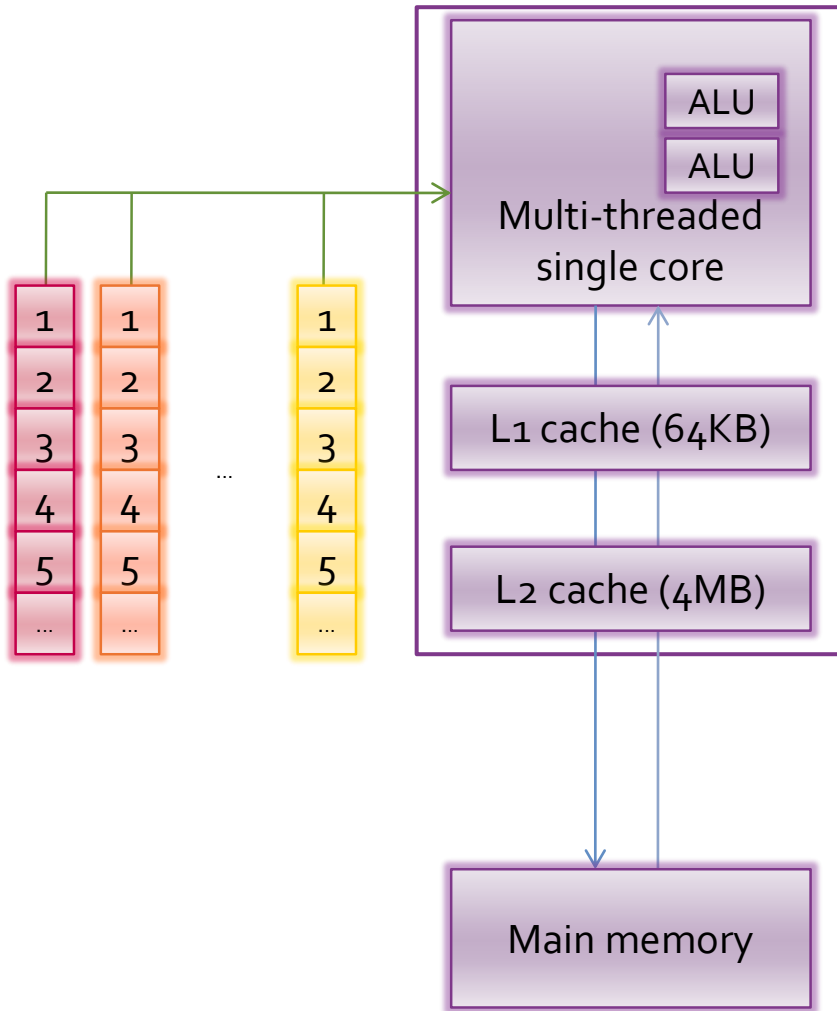 ALU
ALU
Multi-threaded
single core
1
2
3
4
5
...
1
2
3
4
5
...
...
1
2
3
4
5
...
L1 cache (64KB)
L2 cache (4MB)
Main memory